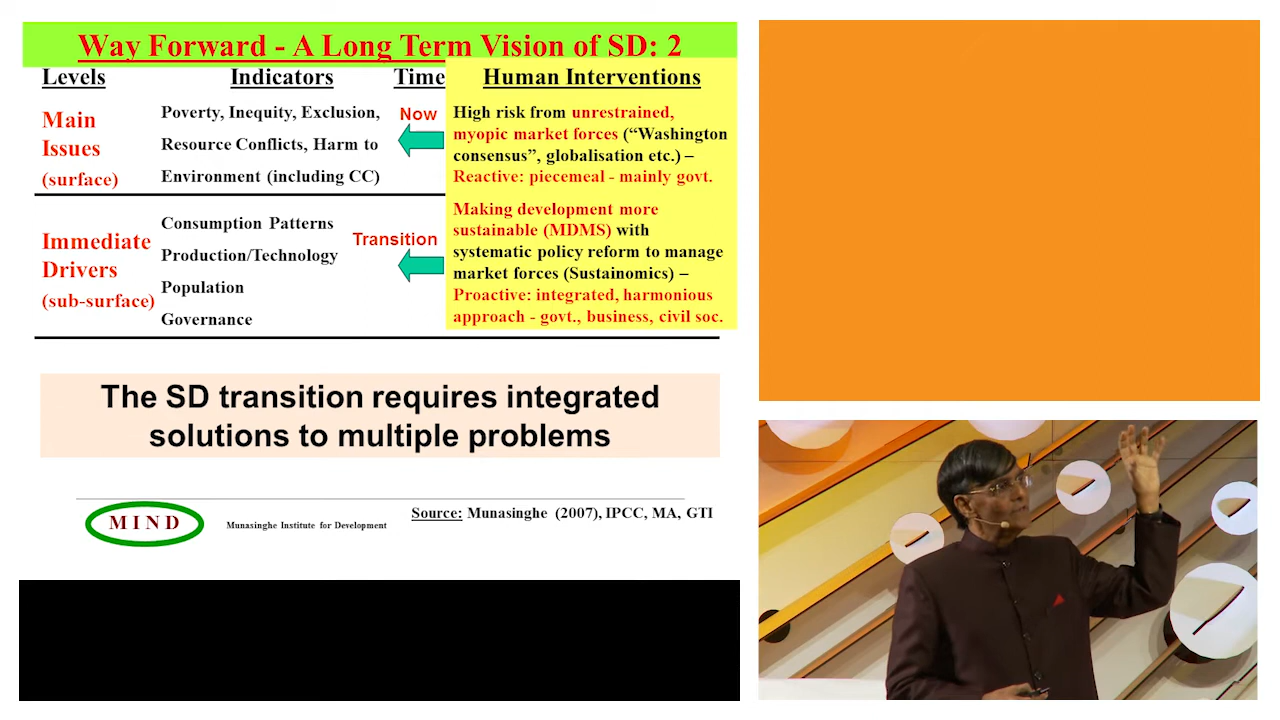 Way Forward - A Long Term Vision of SD: 2
Levels Indicators Time Human Interventions
Main
Issues
(surface)
Poverty, Inequity, Exclusion,
Resource Conflicts, Harm to
Environment (including CC)
Now
High risk from unrestrained,
myopic market forces (“Washington
consensus”, globalisation etc.) –
Reactive: piecemeal - mainly govt.
Immediate
Drivers
(sub-surface)
Consumption Patterns
Production/Technology
Population
Governance
Transition
Making development more
sustainable (MDMS) with
systematic policy reform to manage
market forces (Sustainomics) –
Proactive: integrated, harmonious
approach - govt., business, civil soc.
The SD transition requires integrated
solutions to multiple problems
MIND
Munasinghe Institute for Development
Source: Munasinghe (2007), IPCC, MA, GTI